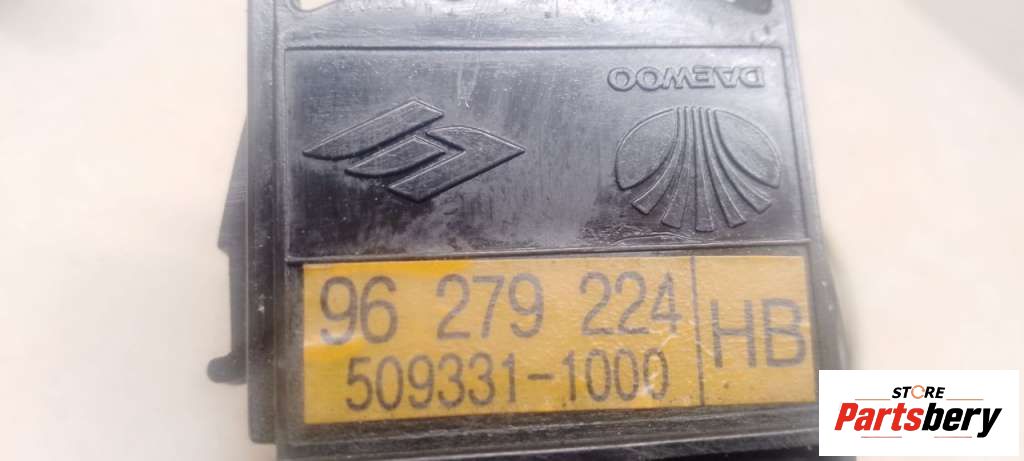 DAEWOO
96 279 224
509331-1000
HB
STORE
Partsbery